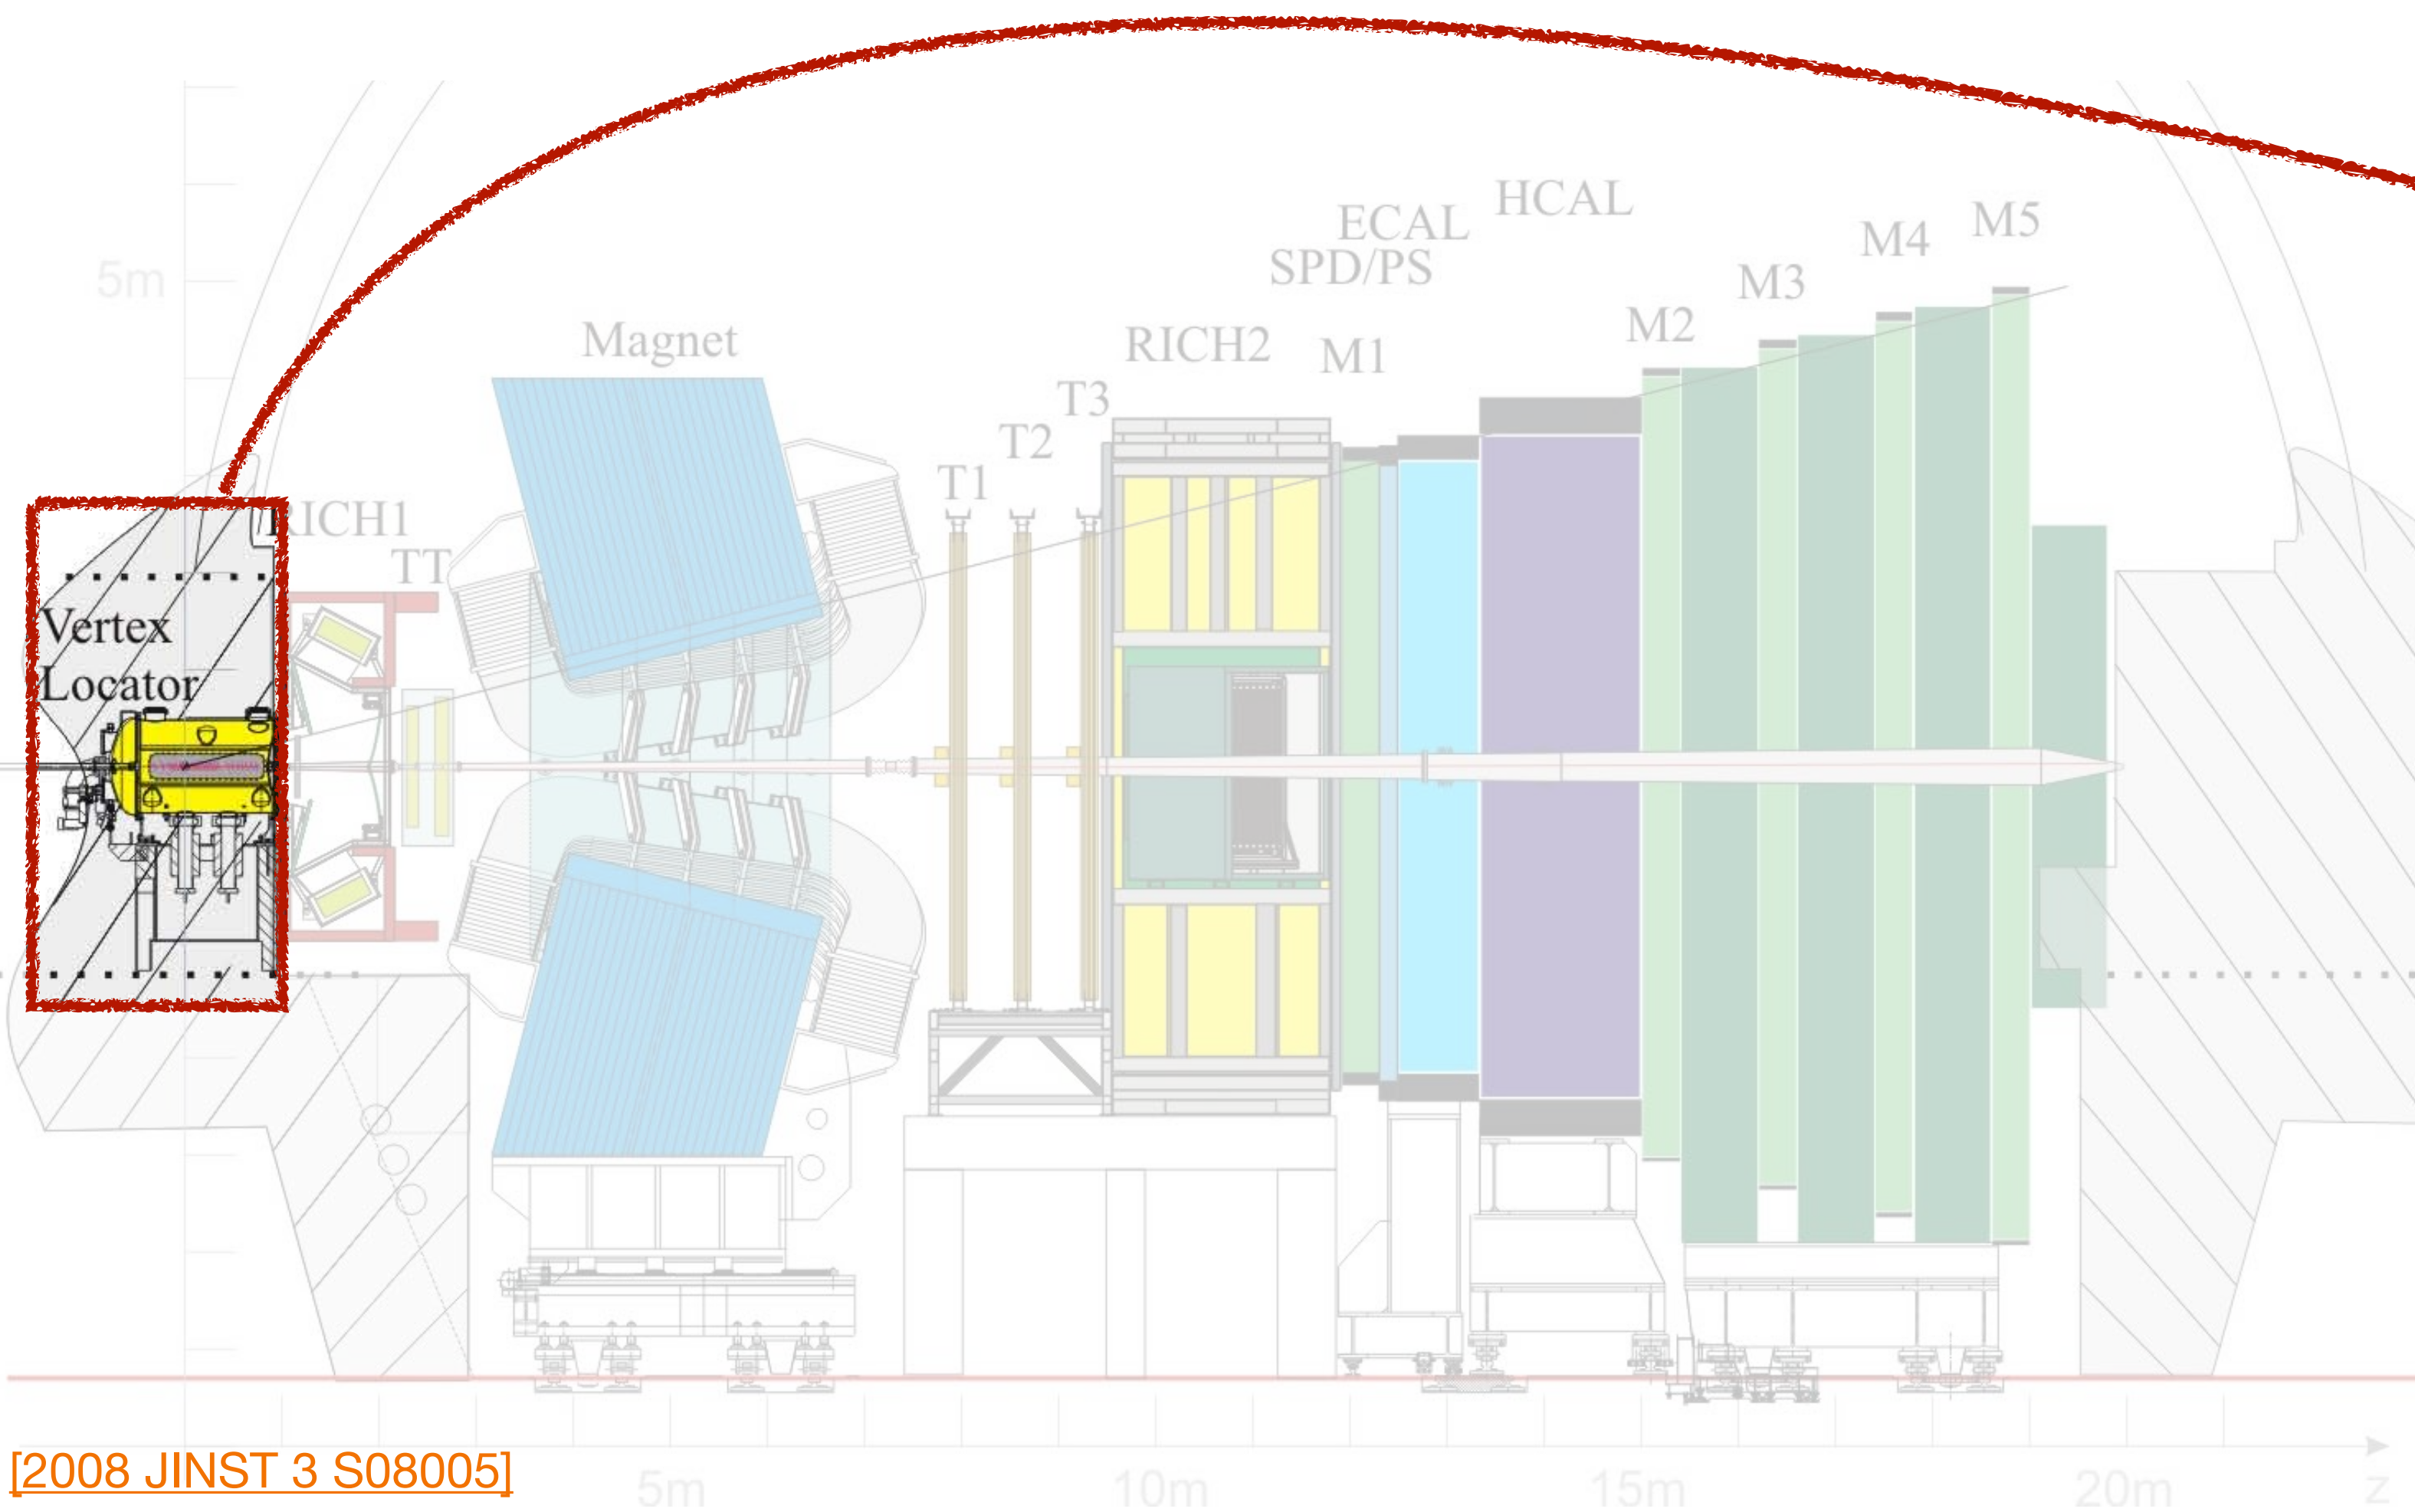 HCAL
ECAL
SPD/PS
M5
M4
M3
M2
5m
Magnet
RICH2
M1
T3
T2
T1
RICH1
TT
Vertex
Locator
[2008 JINST 3 S08005]
5m
10m
15m
20m
z